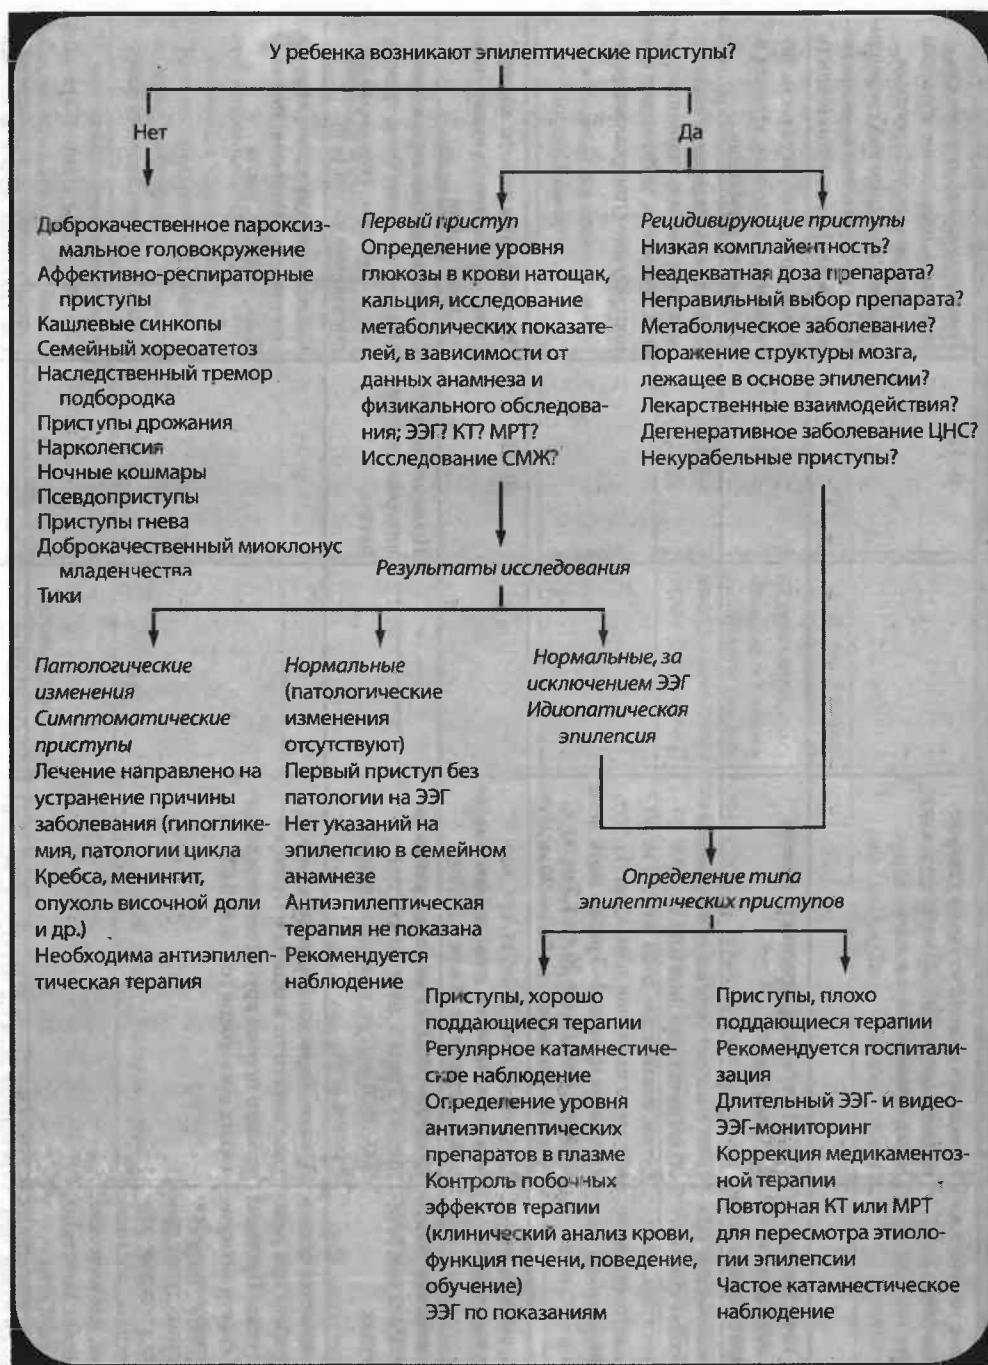 У ребенка возникают эпилептические приступы?
Нет
Да
Доброкачественное пароксиз-
мальное головокружение
Аффективно-респираторные
приступы
Кашлевые синкопы
Семейный хореоатетоз
Наследственный тремор
подбородка
Приступы дрожания
Нарколепсия
Ночные кошмары
Псевдоприступы
Приступы гнева
Доброкачественный миоклонус
младенчества
Тики
Первый приступ
Определение уровня
глюкозы в крови натощак,
кальция, исследование
метаболических показате-
лей, в зависимости от
данных анамнеза и
физикального обследова-
ния; ЭЭГ? КТ? МРТ?
Исследование СМЖ?
Рецидивирующие приступы
Низкая комплайентность?
Неадекватная доза препарата?
Неправильный выбор препарата?
Метаболическое заболевание?
Поражение структуры мозга,
лежащее в основе эпилепсии?
Лекарственные взаимодействия?
Дегенеративное заболевание ЦНС?
Некурабельные приступы?
Результаты исследования
Патологические
изменения
Симптоматические
приступы
Лечение направлено на
устранение причины
заболевания (гипоглике-
мия, патологии цикла
Кребса, менингит,
опухоль височной доли
и др.)
Необходима антиэпилеп-
тическая терапия
Нормальные
(патологические
изменения
отсутствуют)
Первый приступ без
патологии на ЭЭГ
Нет указаний на
эпилепсию в семейном
анамнезе
Антиэпилептическая
терапия не показана
Рекомендуется
наблюдение
Нормальные, за
исключением ЭЭГ
Идиопатическая
эпилепсия
Определение типа
эпилептических приступов
Приступы, хорошо
поддающиеся терапии
Регулярное катамнестиче-
ское наблюдение
Определение уровня
антиэпилептических
препаратов в плазме
Контроль побочных
эффектов терапии
(клинический анализ крови,
функция печени, поведение,
обучение)
ЭЭГ по показаниям
Приступы, плохо
поддающиеся терапии
Рекомендуется госпитали-
зация
Длительный ЭЭГ- и видео-
ЭЭГ-мониторинг
Коррекция медикаментоз-
ной терапии
Повторная КТ или МРТ
для пересмотра этиоло-
гии эпилепсии
Частое катамнестическое
наблюдение